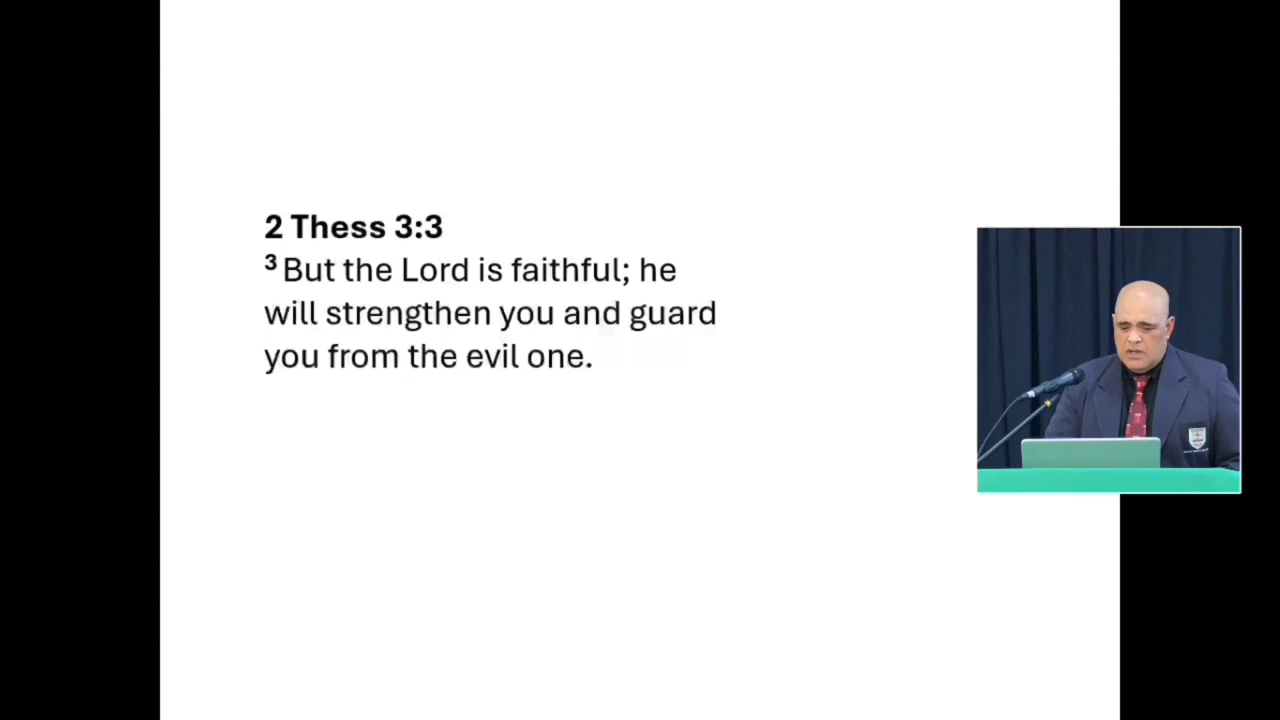 2 Thess 3:3
3 But the Lord is faithful; he
will strengthen you and guard
you from the evil one.